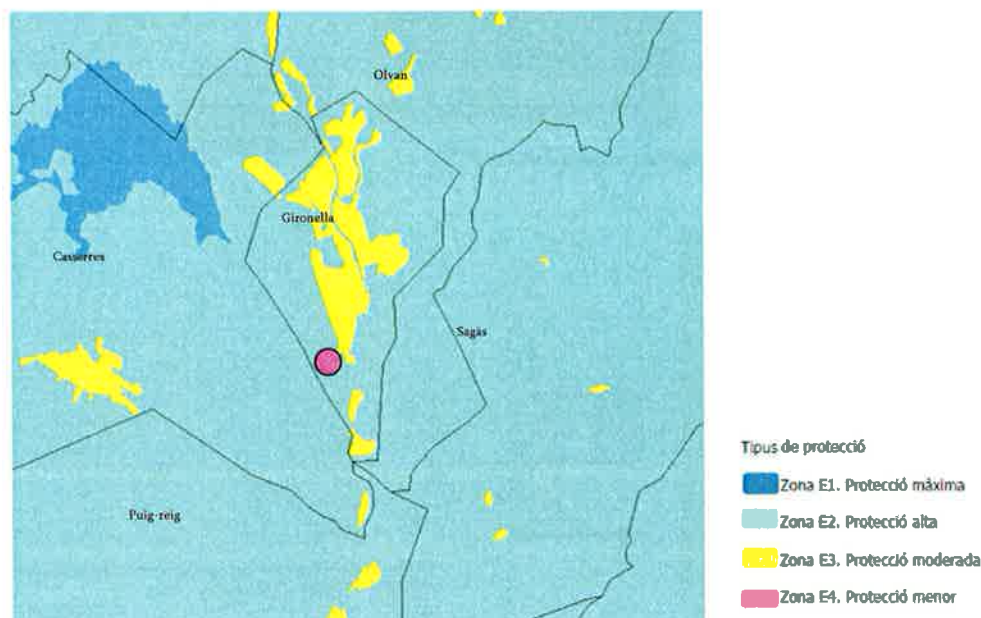 Olvan
Gironella
Casserres
Sagàs
Puig-reig
Tipus de protecció
Zona E1. Protecció máxima
Zona E2. Protecció alta
Zona E3. Protecció moderada
Zona E4. Protecció menor